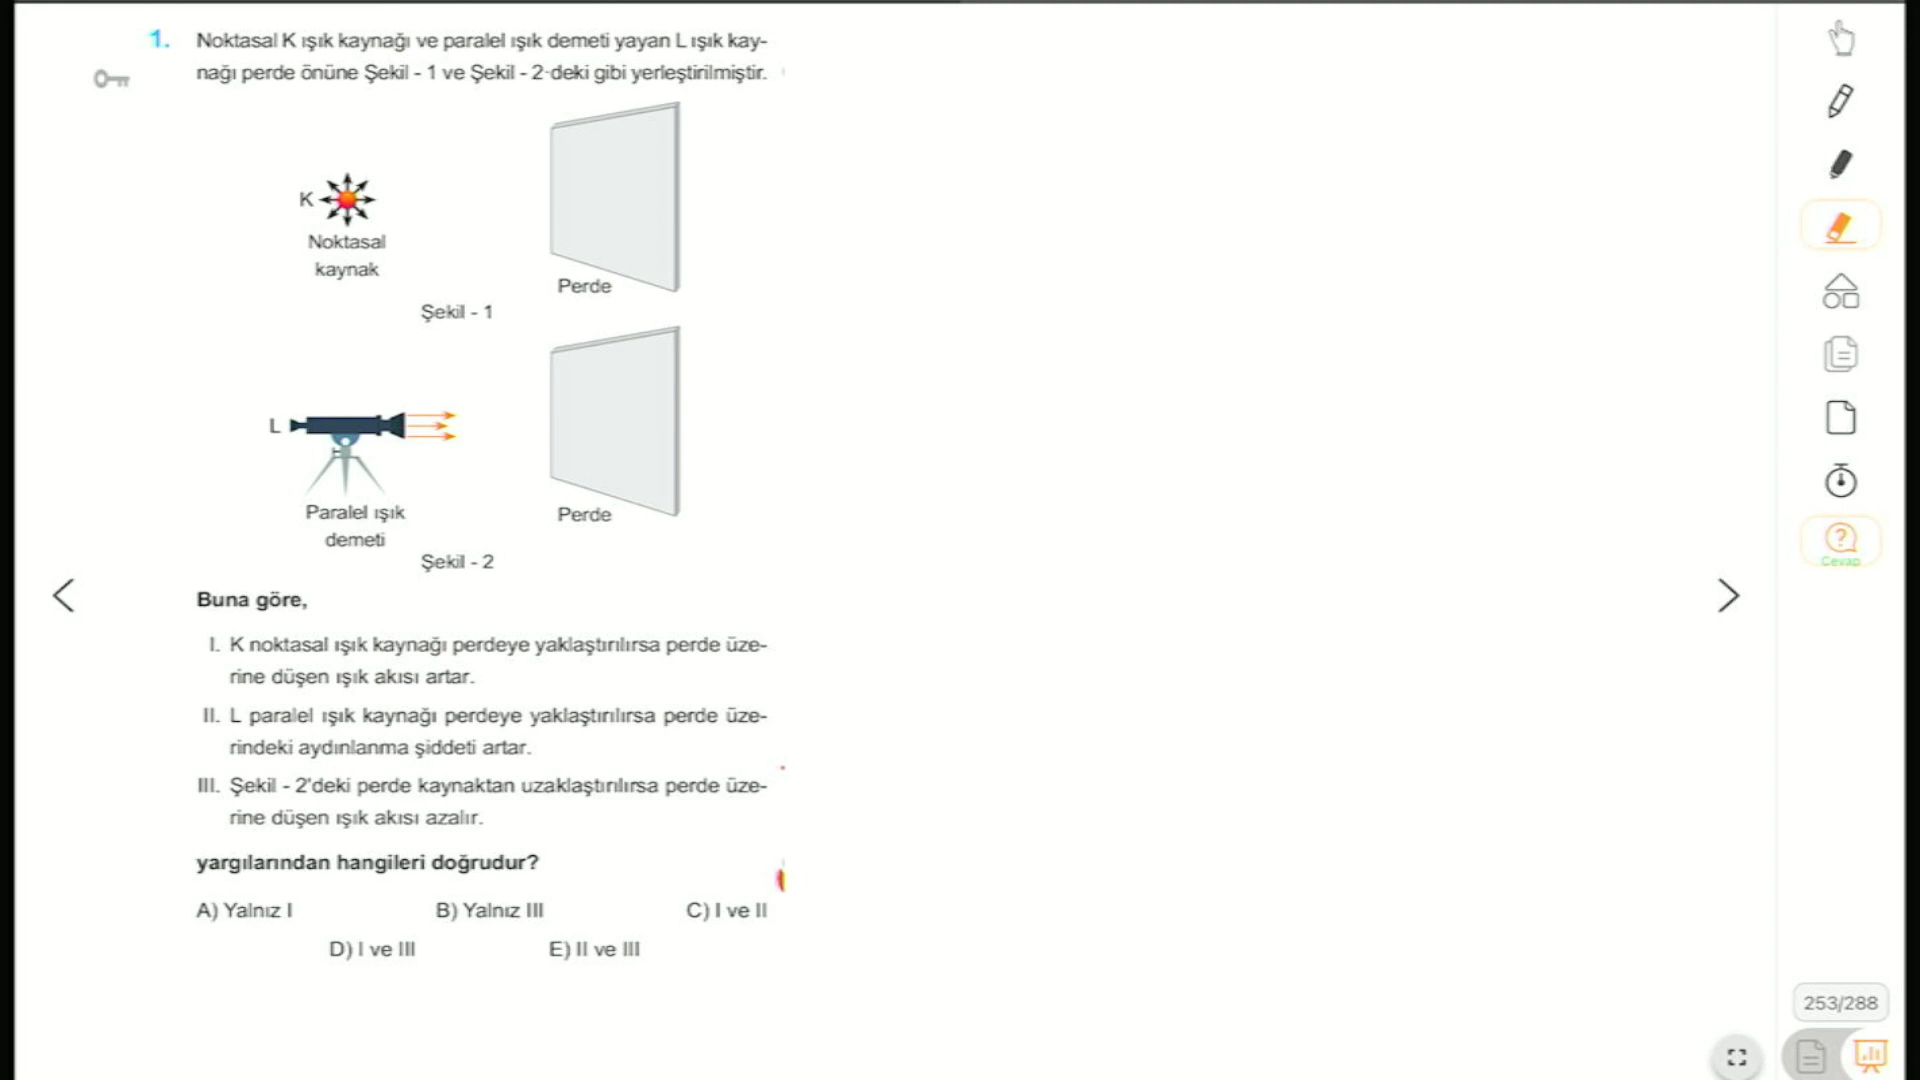 1. Noktasal K ışık kaynağı ve paralel ışık demeti yayan L ışık kay-
nağı perde önüne Şekil - 1 ve Şekil - 2'deki gibi yerleştirilmiştir.
K
Noktasal
kaynak
Perde
Şekil - 1
L
Paralel ışık
demeti
Perde
Şekil - 2
Buna göre,
I. K noktasal ışık kaynağı perdeye yaklaştırılırsa perde üze-
rine düşen ışık akısı artar.
II. L paralel ışık kaynağı perdeye yaklaştırılırsa perde üze-
rindeki aydınlanma şiddeti artar.
III. Şekil - 2'deki perde kaynaktan uzaklaştırılırsa perde üze-
rine düşen ışık akısı azalır.
yargılarından hangileri doğrudur?
A) Yalnız I B) Yalnız III C) I ve II
D) I ve III E) II ve III
Cevap
253/288